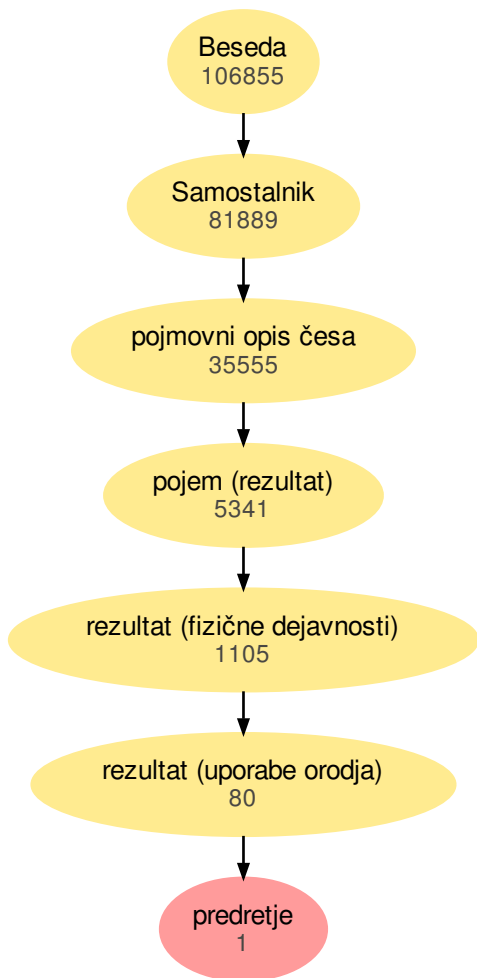 Beseda
106855
Samostalnik
81889
pojmovni opis česa
35555
pojem (rezultat)
5341
rezultat (fizične dejavnosti)
1105
rezultat (uporabe orodja)
80
predretje
1